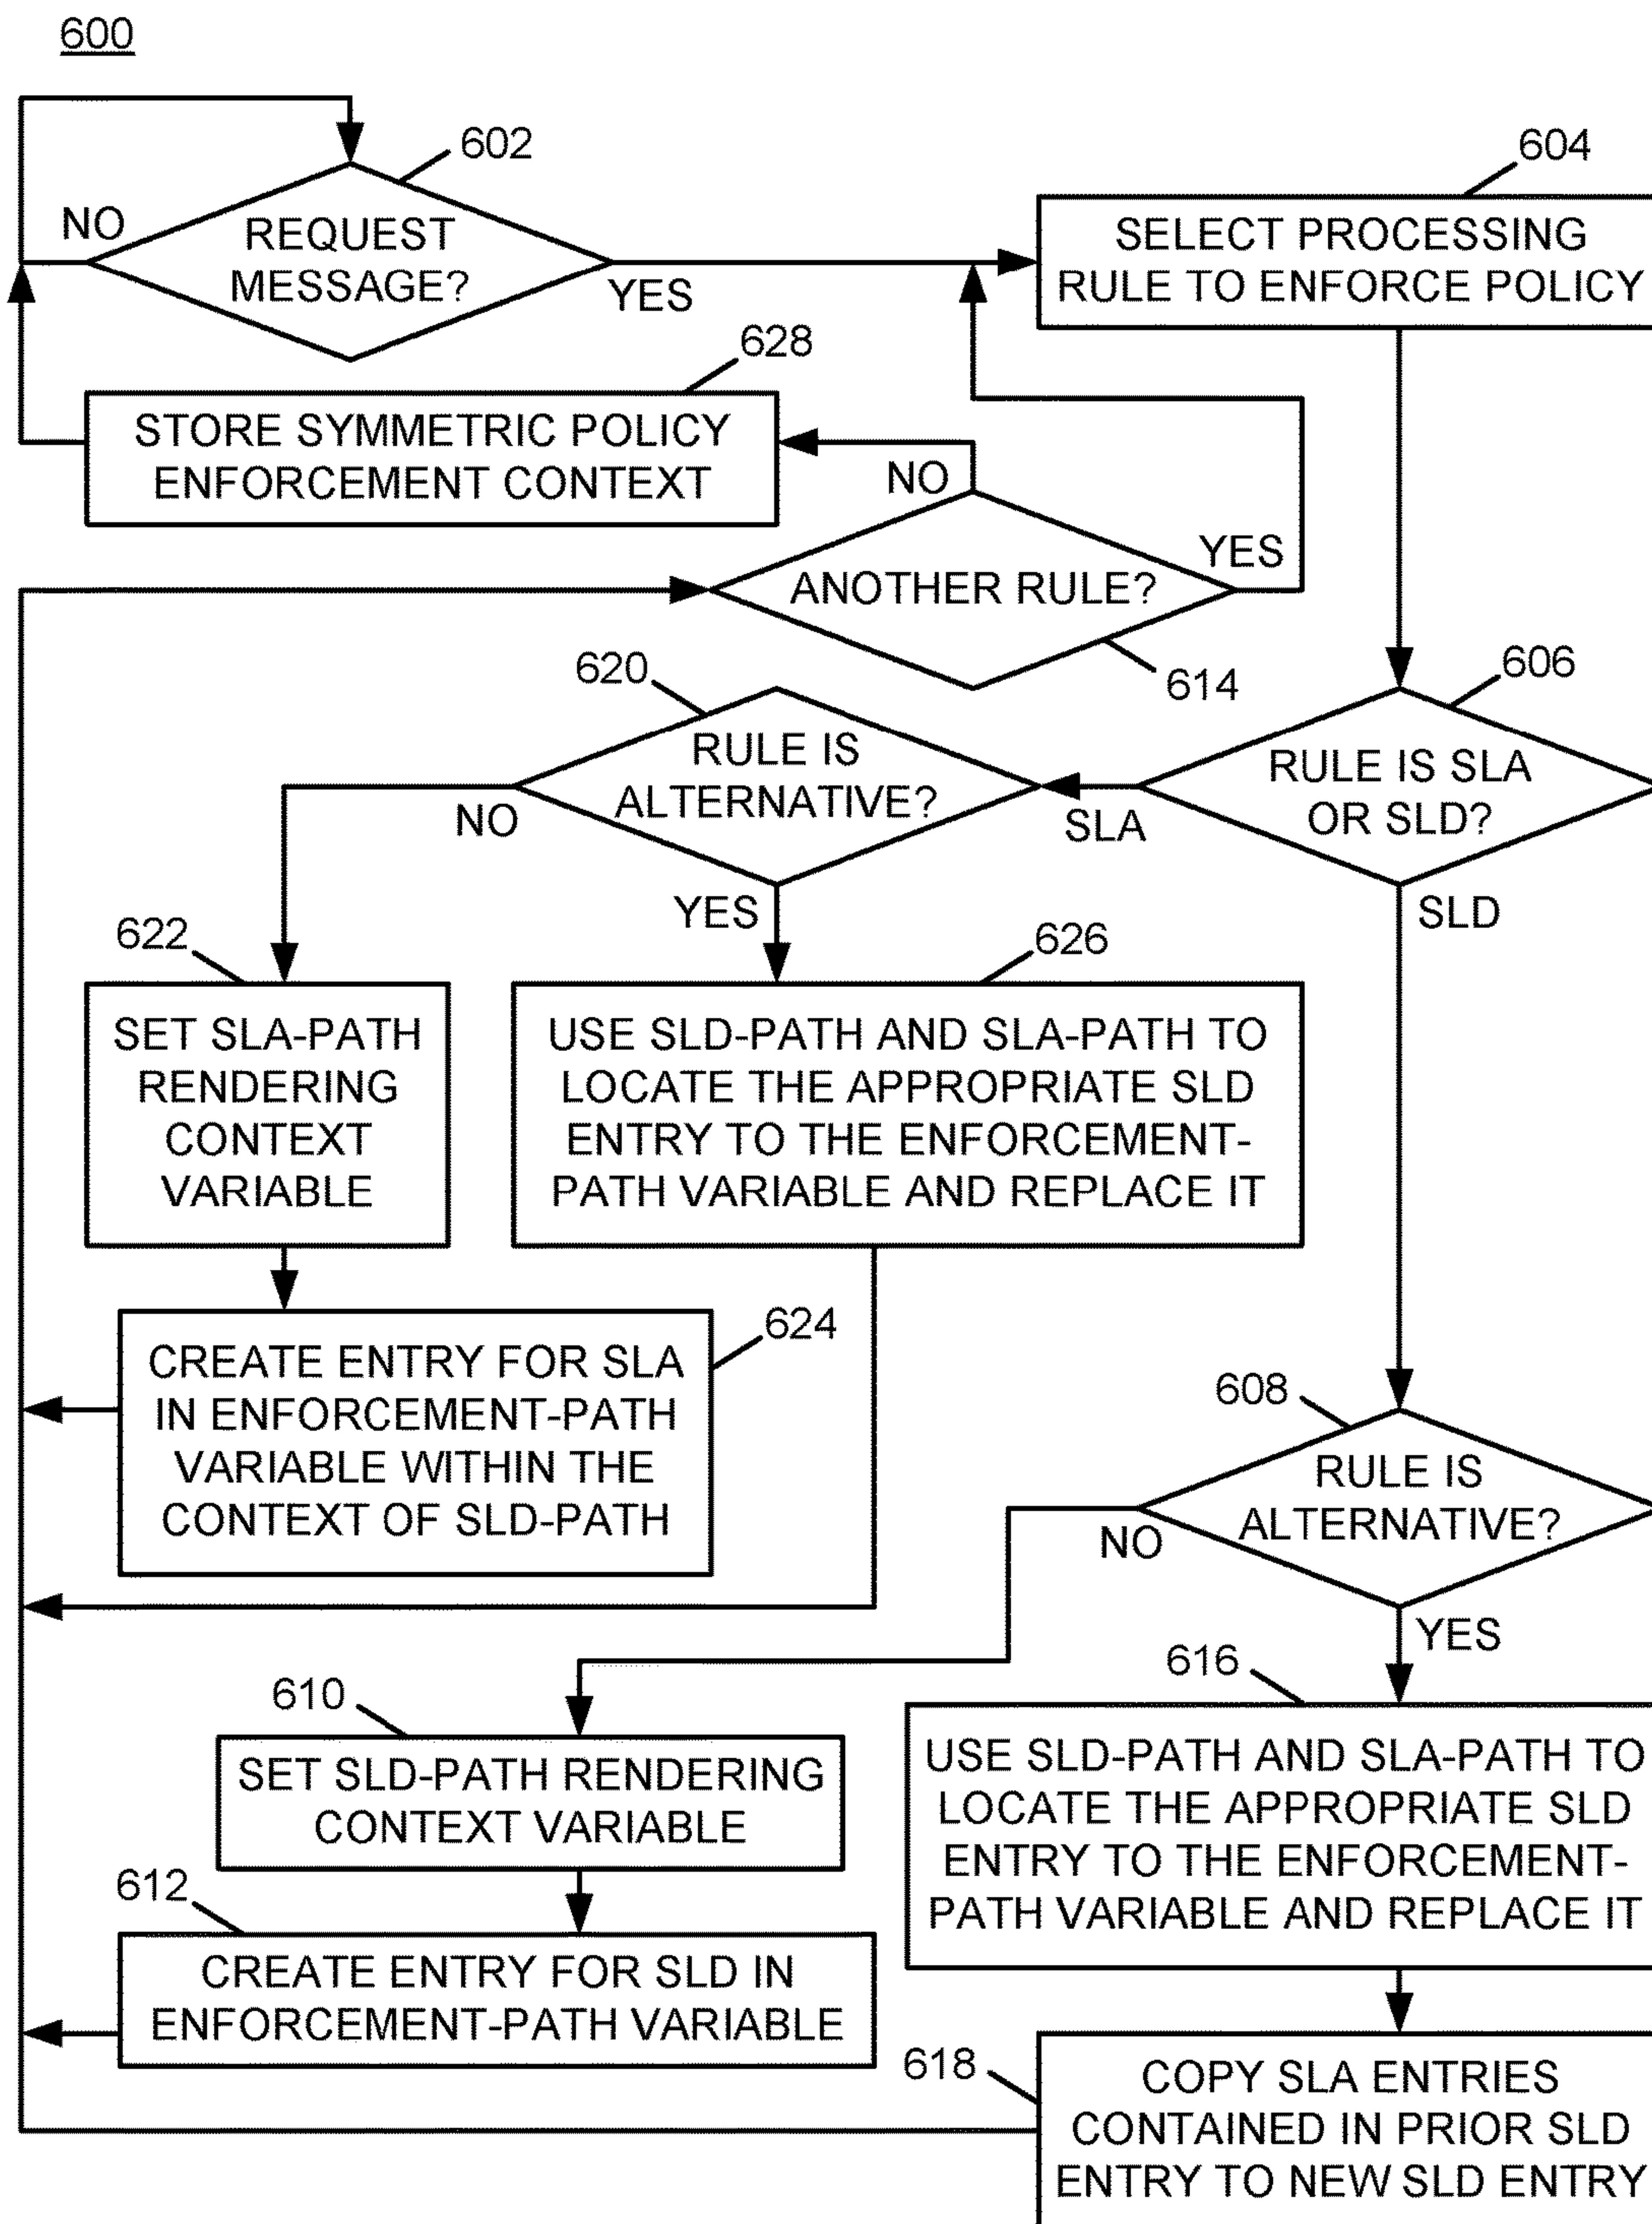 600
602
NO
REQUEST
MESSAGE?
YES
604
SELECT PROCESSING
RULE TO ENFORCE POLICY
628
STORE SYMMETRIC POLICY
ENFORCEMENT CONTEXT
NO
YES
ANOTHER RULE?
614
620
RULE IS
ALTERNATIVE?
NO
YES
606
RULE IS SLA
OR SLD?
SLA
SLD
622
SET SLA-PATH
RENDERING
CONTEXT
VARIABLE
626
USE SLD-PATH AND SLA-PATH TO
LOCATE THE APPROPRIATE SLD
ENTRY TO THE ENFORCEMENT-
PATH VARIABLE AND REPLACE IT
624
CREATE ENTRY FOR SLA
IN ENFORCEMENT-PATH
VARIABLE WITHIN THE
CONTEXT OF SLD-PATH
608
RULE IS
ALTERNATIVE?
NO
YES
610
SET SLD-PATH RENDERING
CONTEXT VARIABLE
612
CREATE ENTRY FOR SLD IN
ENFORCEMENT-PATH VARIABLE
616
USE SLD-PATH AND SLA-PATH TO
LOCATE THE APPROPRIATE SLD
ENTRY TO THE ENFORCEMENT-
PATH VARIABLE AND REPLACE IT
618
COPY SLA ENTRIES
CONTAINED IN PRIOR SLD
ENTRY TO NEW SLD ENTRY